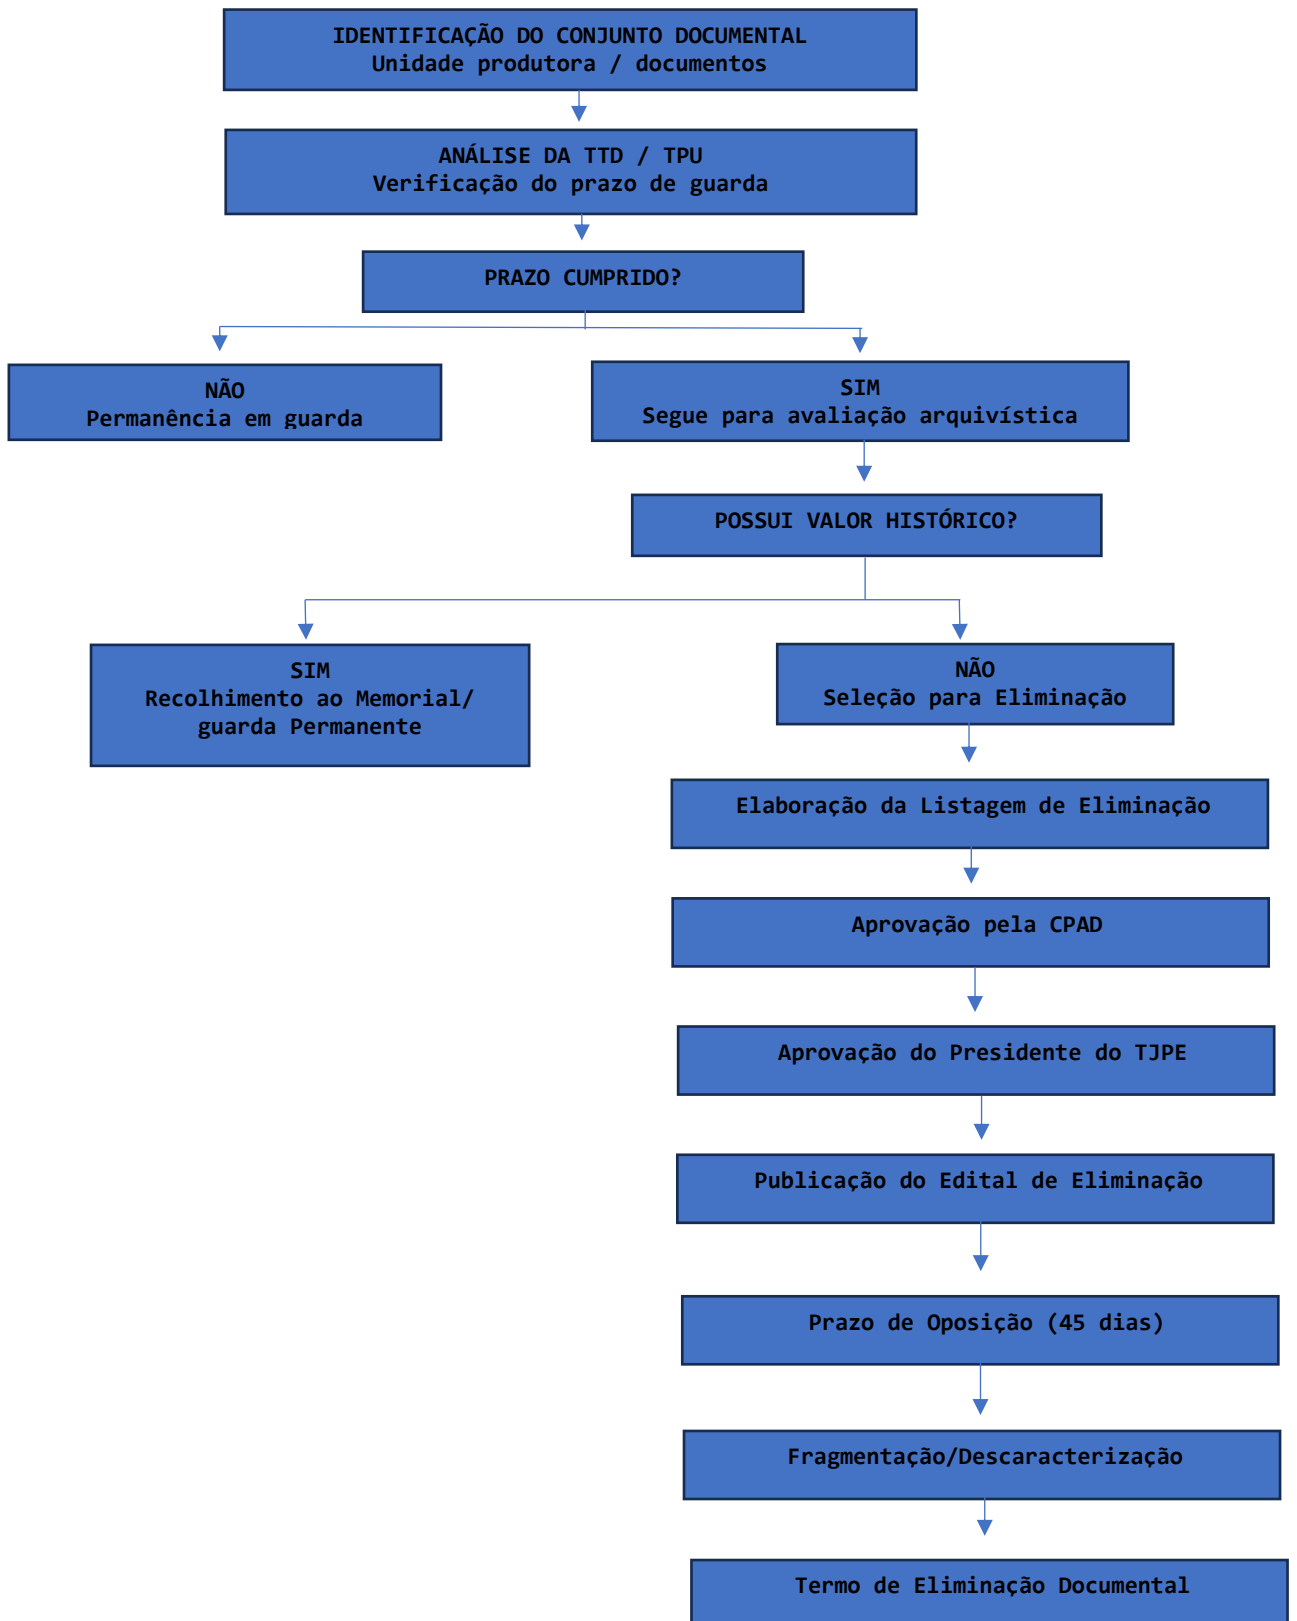 IDENTIFICAÇÃO DO CONJUNTO DOCUMENTAL
Unidade produtora / documentos
ANÁLISE DA TTD / TPU
Verificação do prazo de guarda
PRAZO CUMPRIDO?
NÃO
Permanência em guarda
SIM
Segue para avaliação arquivística
POSSUI VALOR HISTÓRICO?
SIM
Recolhimento ao Memorial/
guarda Permanente
NÃO
Seleção para Eliminação
Elaboração da Listagem de Eliminação
Aprovação pela CPAD
Aprovação do Presidente do TJPE
Publicação do Edital de Eliminação
Prazo de Oposição (45 dias)
Fragmentação/Descaracterização
Termo de Eliminação Documental